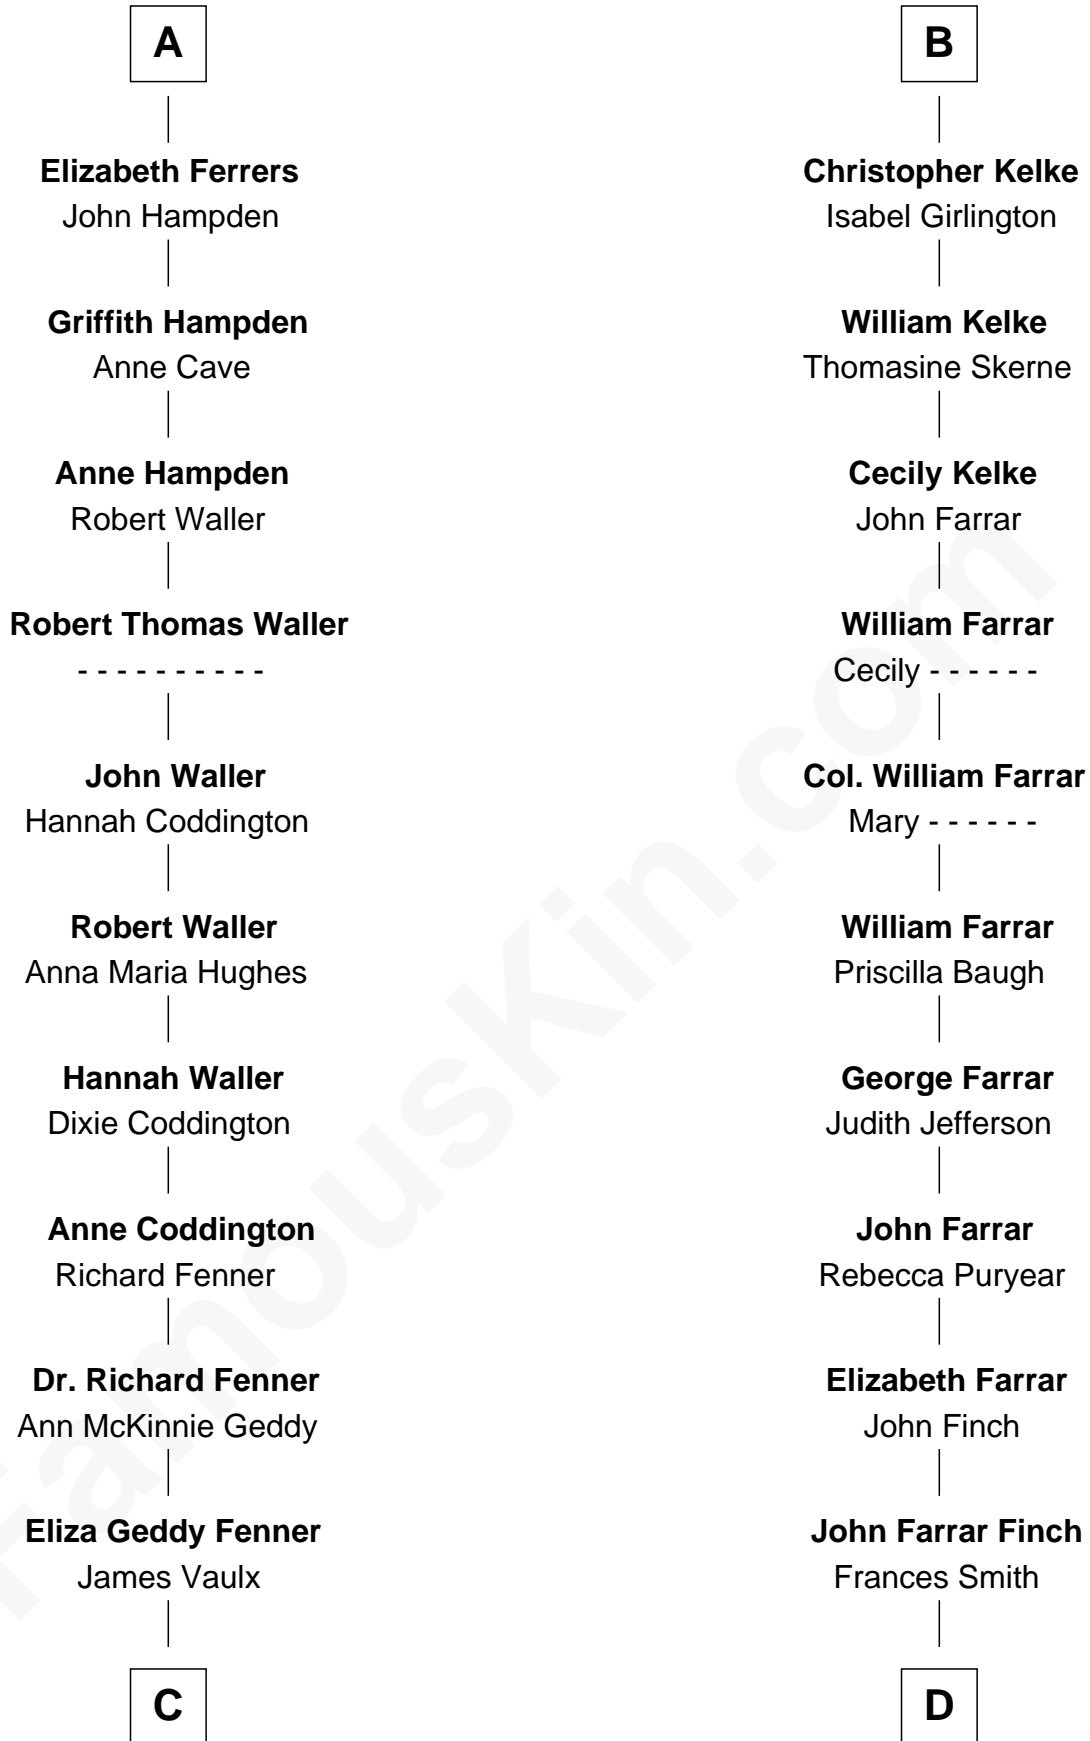 A
Elizabeth Ferrers
John Hampden
Griffith Hampden
Anne Cave
Anne Hampden
Robert Waller
Robert Thomas Waller
- - - - - - - - - -
John Waller
Hannah Coddington
Robert Waller
Anna Maria Hughes
Hannah Waller
Dixie Coddington
Anne Coddington
Richard Fenner
Dr. Richard Fenner
Ann McKinnie Geddy
Eliza Geddy Fenner
James Vaulx
C
B
Christopher Kelke
Isabel Girlington
William Kelke
Thomasine Skerne
Cecily Kelke
John Farrar
William Farrar
Cecily - - - - - -
Col. William Farrar
Mary - - - - - -
William Farrar
Priscilla Baugh
George Farrar
Judith Jefferson
John Farrar
Rebecca Puryear
Elizabeth Farrar
John Finch
John Farrar Finch
Frances Smith
D
FamousKin.com